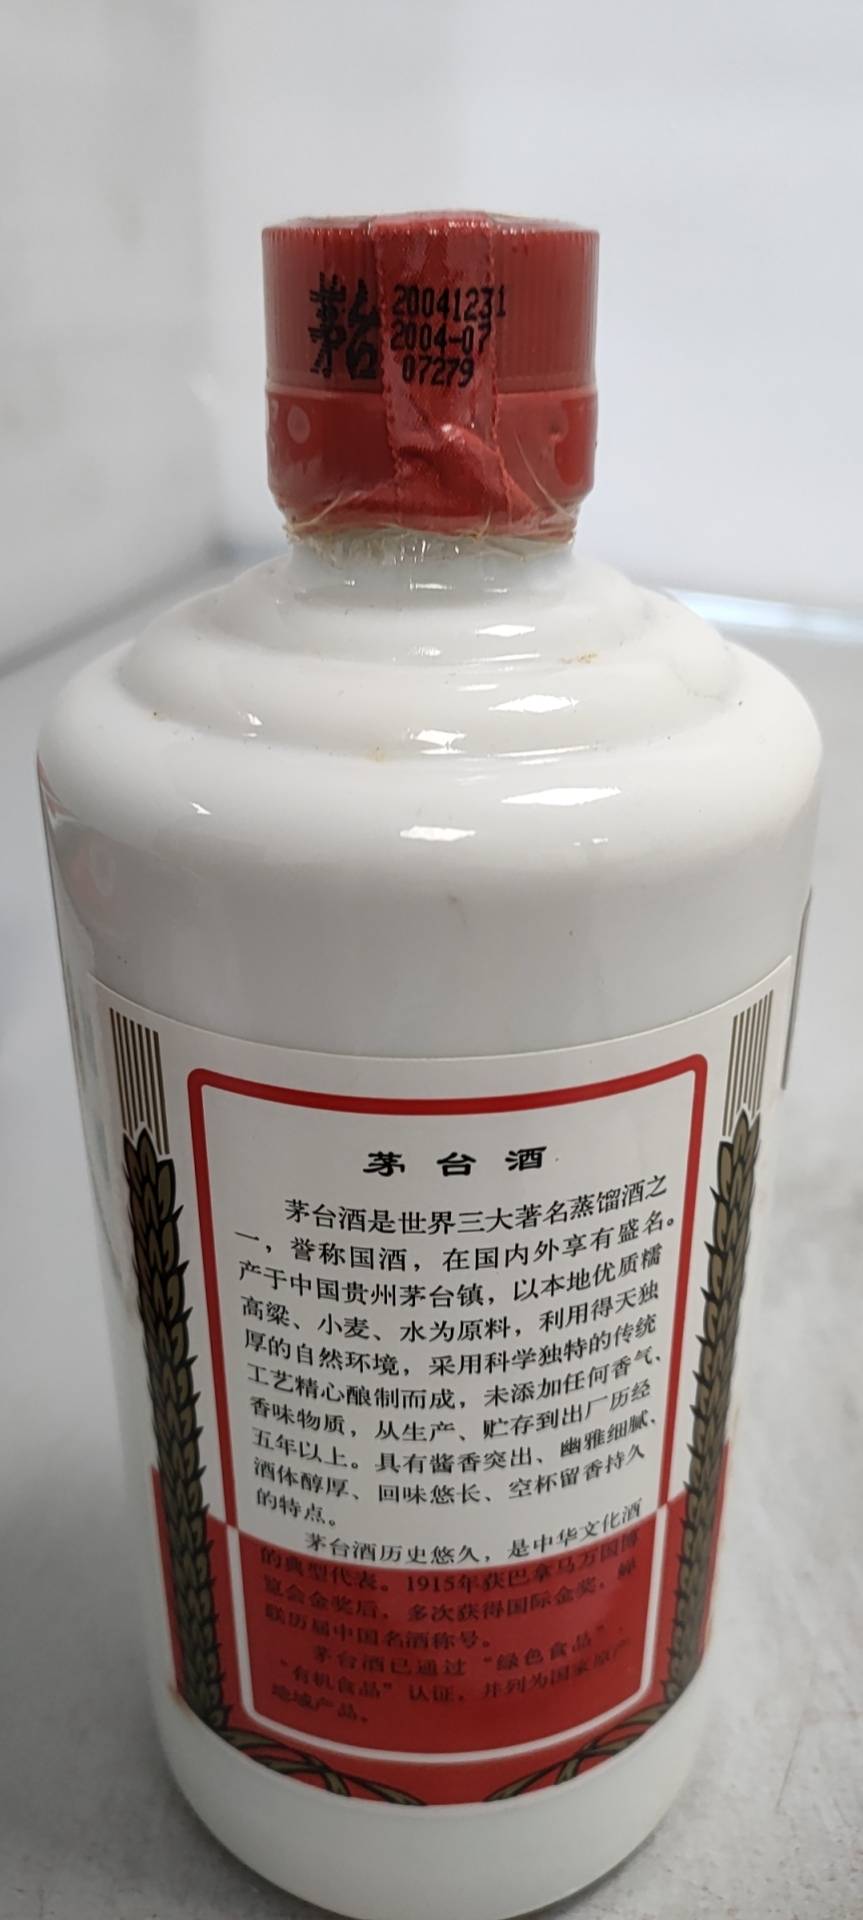 茅台
20041231
2004-07
07279
茅台酒
茅台酒是世界三大著名蒸馏酒之
一，誉称国酒，在国内外享有盛名。
产于中国贵州茅台镇，以本地优质糯
高粱、小麦、水为原料，利用得天独
厚的自然环境，采用科学独特的传统
工艺精心酿制而成，未添加任何香气、
香味物质，从生产、贮存到出厂历经
五年以上。具有酱香突出、幽雅细腻、
酒体醇厚、回味悠长、空杯留香持久
的特点。
茅台酒历史悠久，是中华文化酒
的典型代表。1915年获巴拿马万国博
览会金奖后，多次获得国际金奖，蝉
联历届中国名酒称号。
茅台酒已通过“绿色食品”、
“有机食品”认证，并列为国家原产
地域产品。